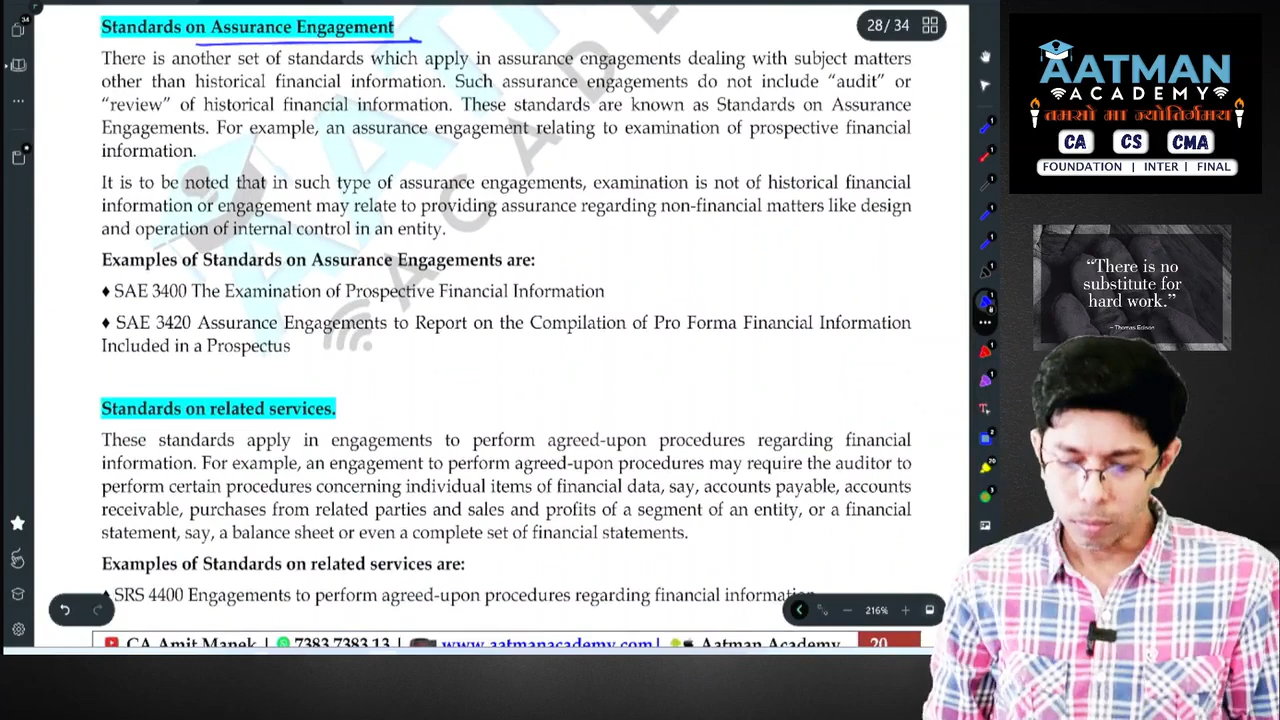 Standards on Assurance Engagement
There is another set of standards which apply in assurance engagements dealing with subject matters
other than historical financial information. Such assurance engagements do not include “audit” or
“review” of historical financial information. These standards are known as Standards on Assurance
Engagements. For example, an assurance engagement relating to examination of prospective financial
information.
It is to be noted that in such type of assurance engagements, examination is not of historical financial
information or engagement may relate to providing assurance regarding non-financial matters like design
and operation of internal control in an entity.
Examples of Standards on Assurance Engagements are:
♦ SAE 3400 The Examination of Prospective Financial Information
♦ SAE 3420 Assurance Engagements to Report on the Compilation of Pro Forma Financial Information
Included in a Prospectus
Standards on related services.
These standards apply in engagements to perform agreed-upon procedures regarding financial
information. For example, an engagement to perform agreed-upon procedures may require the auditor to
perform certain procedures concerning individual items of financial data, say, accounts payable, accounts
receivable, purchases from related parties and sales and profits of a segment of an entity, or a financial
statement, say, a balance sheet or even a complete set of financial statements.
Examples of Standards on related services are:
♦ SRS 4400 Engagements to perform agreed-upon procedures regarding financial information
CA Amit Manek | 7383 7383 13 | www.aatmanacademy.com | Aatman Academy 20
28 / 34
216%
AATMAN
ACADEMY
तमसो मा ज्योतिर्गमय
CA CS CMA
FOUNDATION | INTER | FINAL
“There is no
substitute for
hard work.”
– Thomas Edison